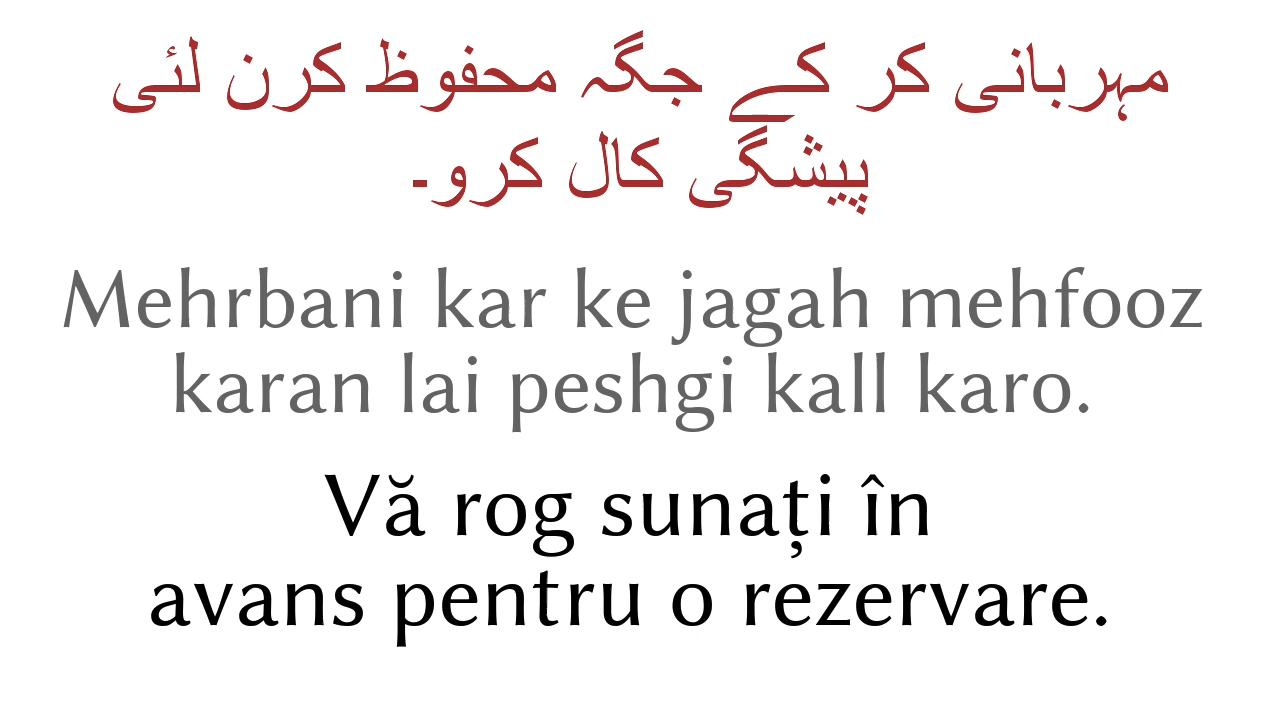 مہربانی کر کے جگہ محفوظ کرن لئی
پیشگی کال کرو۔
Mehrbani kar ke jagah mehfooz
karan lai peshgi kall karo.
Vă rog sunați în
avans pentru o rezervare.